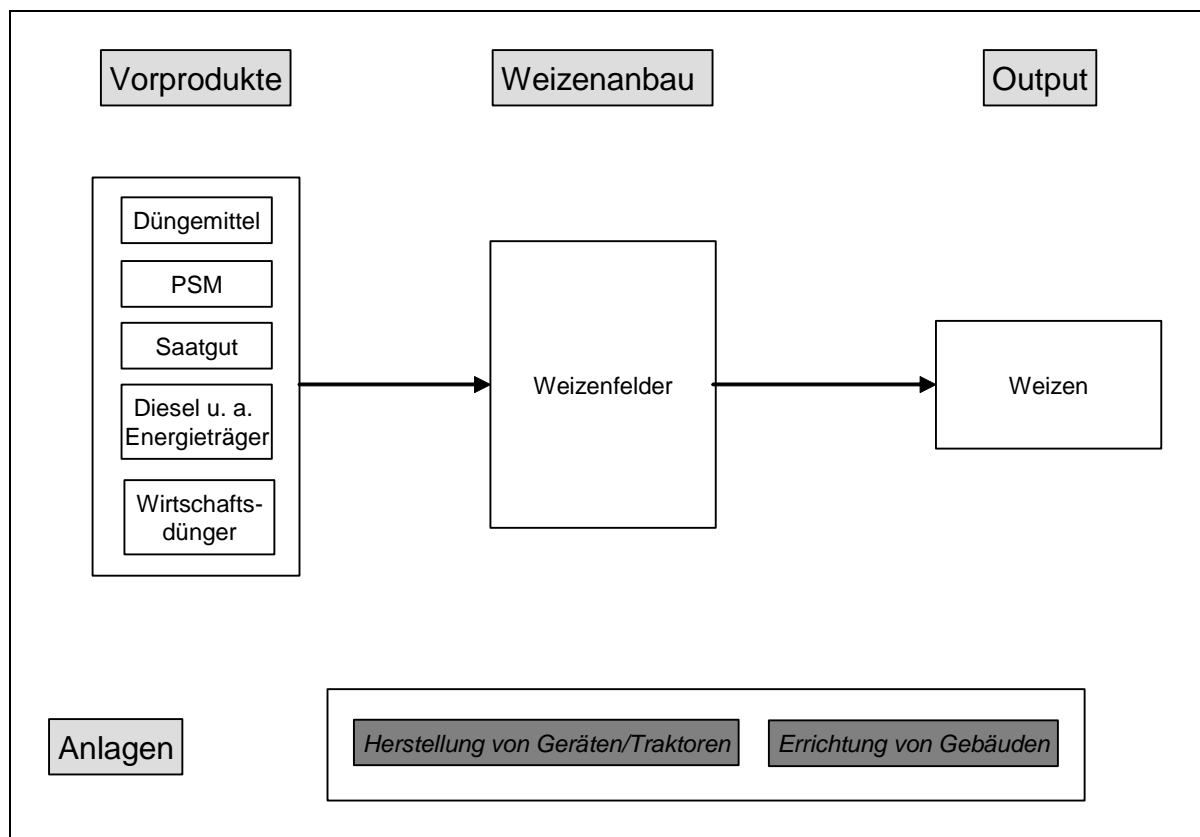 Vorprodukte
Weizenanbau
Output
Düngemittel
PSM
Saatgut
Diesel u. a.
Energieträger
Wirtschafts-
dünger
Weizenfelder
Weizen
Anlagen
Herstellung von Geräten/Traktoren
Errichtung von Gebäuden